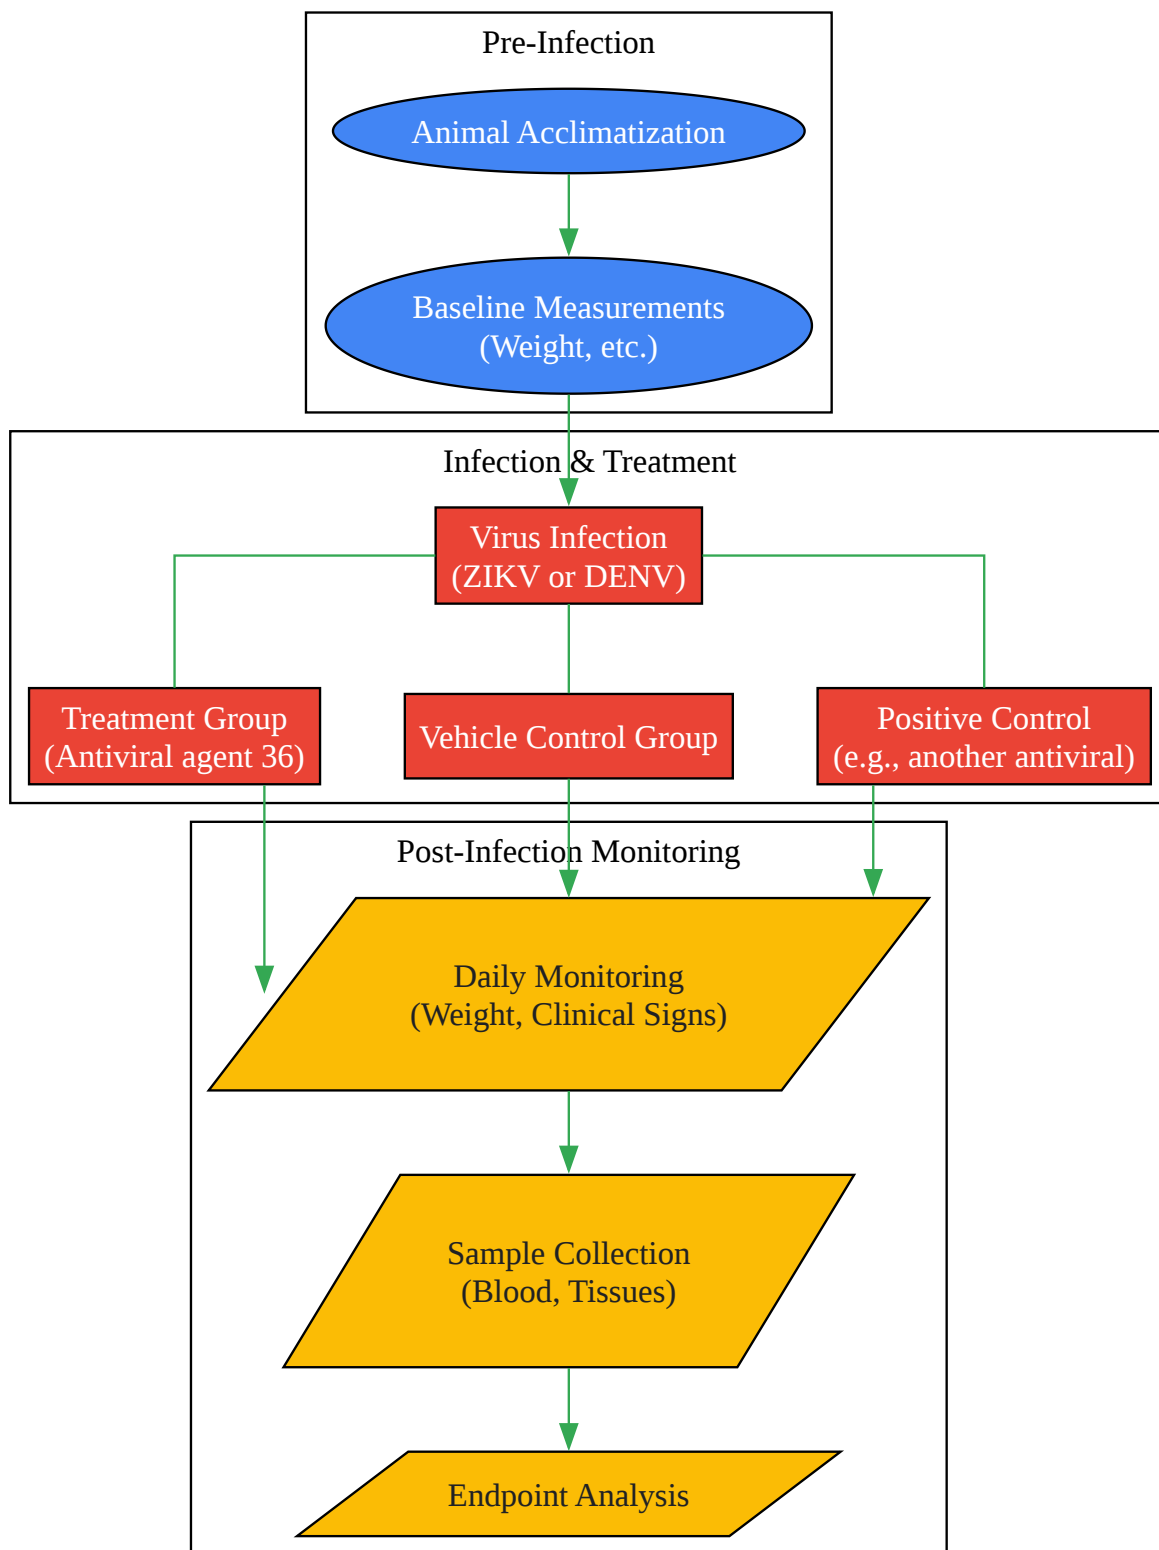 Pre-Infection
Animal Acclimatization
Baseline Measurements
(Weight, etc.)
Infection & Treatment
Virus Infection
(ZIKV or DENV)
Treatment Group
(Antiviral agent 36)
Vehicle Control Group
Positive Control
(e.g., another antiviral)
Post-Infection Monitoring
Daily Monitoring
(Weight, Clinical Signs)
Sample Collection
(Blood, Tissues)
Endpoint Analysis